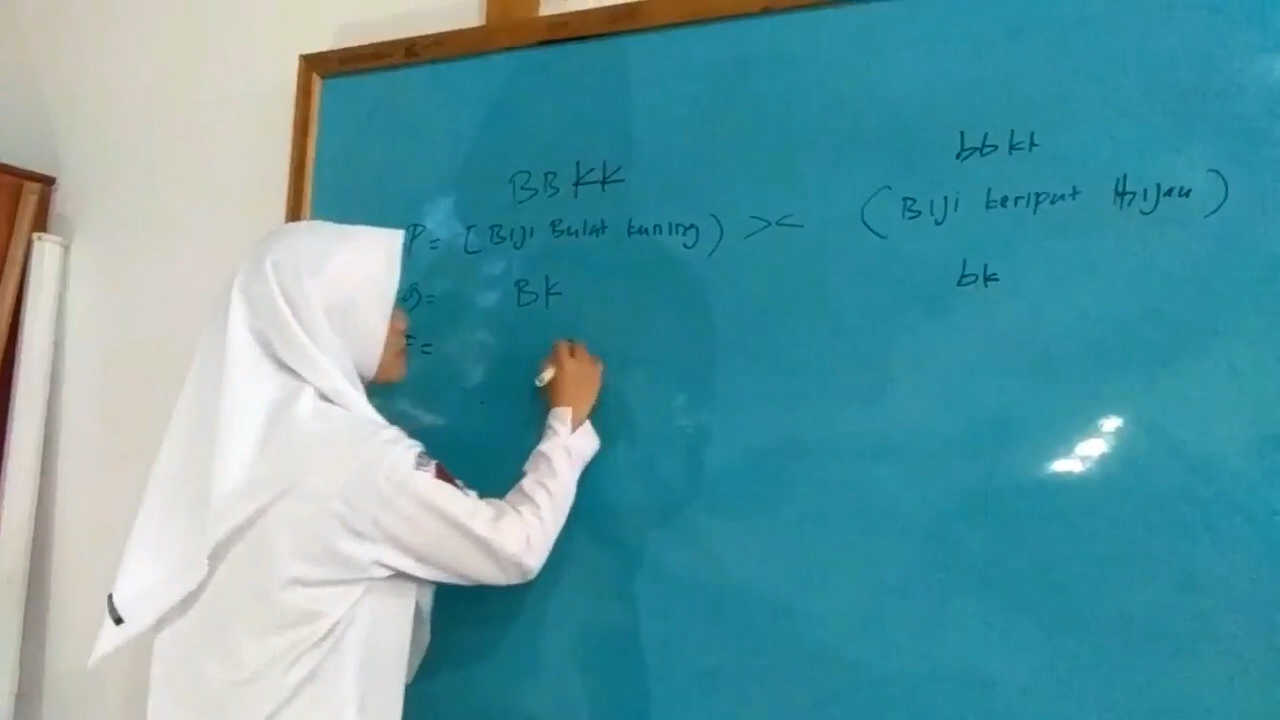 BBKK bbkk
P = [Biji Bulat kuning) >< (Biji keriput Hijau)
G = BK bk
F =